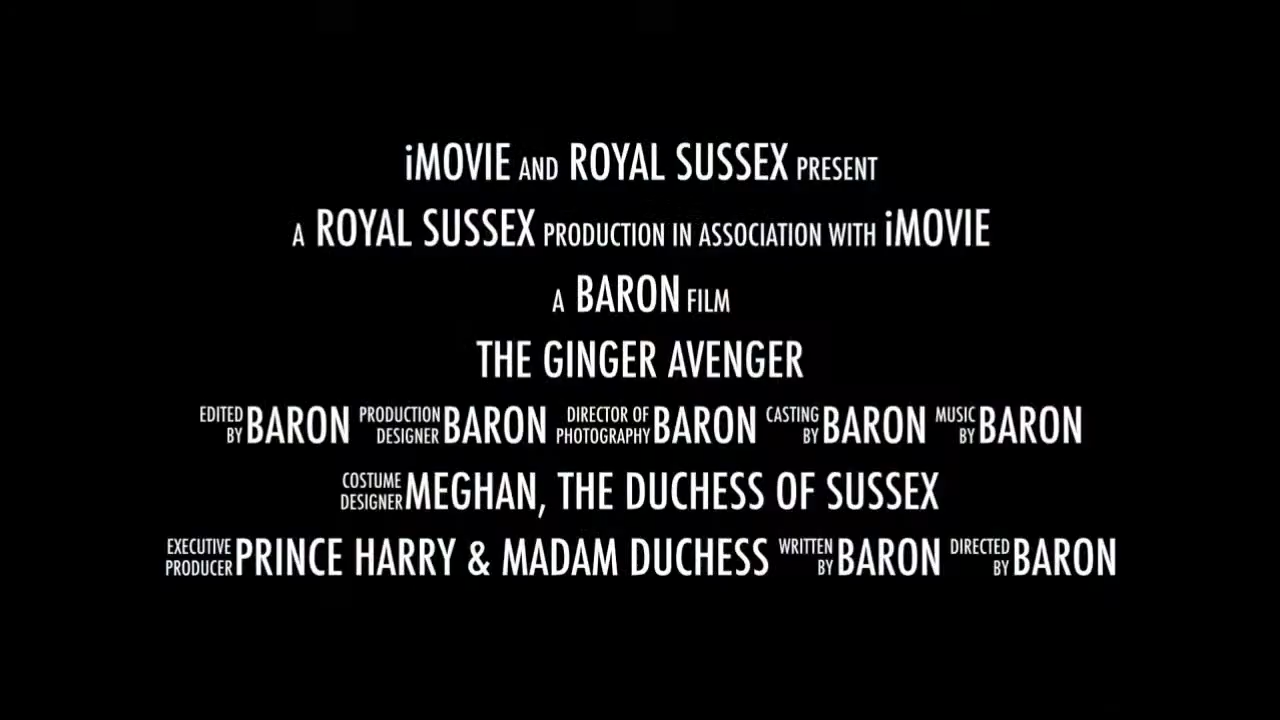 iMOVIE AND ROYAL SUSSEX PRESENT
A ROYAL SUSSEX PRODUCTION IN ASSOCIATION WITH iMOVIE
A BARON FILM
THE GINGER AVENGER
EDITED BY BARON PRODUCTION DESIGNER BARON DIRECTOR OF PHOTOGRAPHY BARON CASTING BY BARON MUSIC BY BARON
COSTUME DESIGNER MEGHAN, THE DUCHESS OF SUSSEX
EXECUTIVE PRODUCER PRINCE HARRY & MADAM DUCHESS WRITTEN BY BARON DIRECTED BY BARON